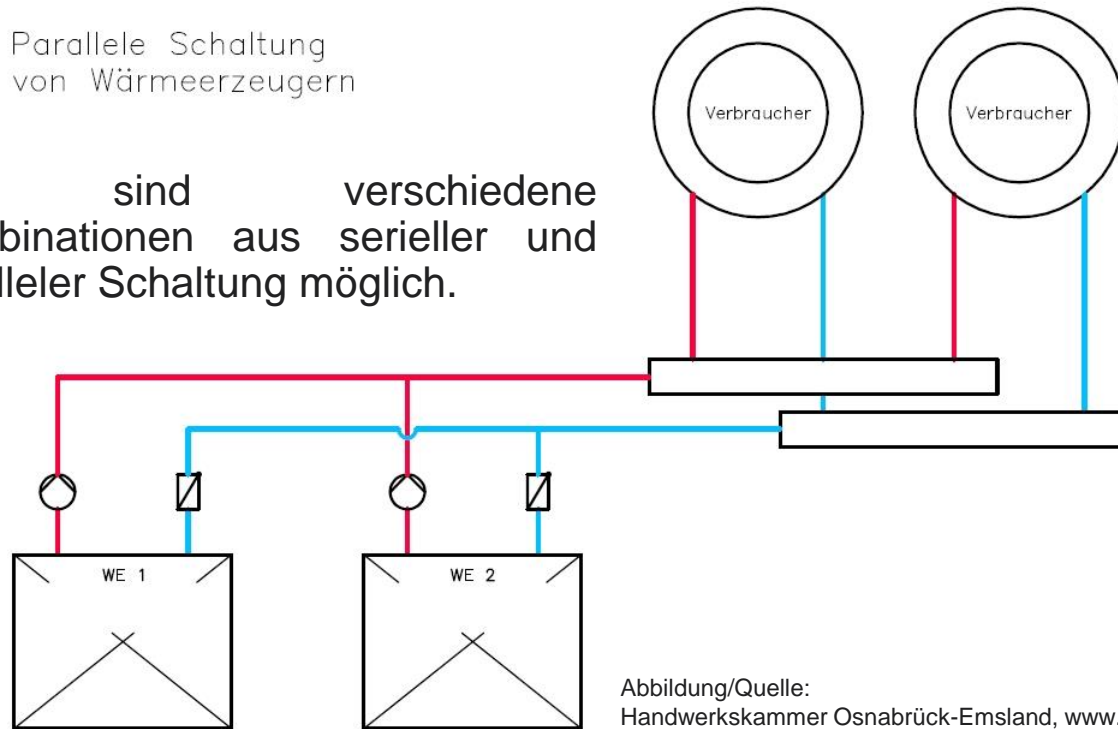 Parallele Schaltung
von Wärmeerzeugern
Verbraucher
Verbraucher
sind verschiedene
binationen aus serieller und
lleler Schaltung möglich.
WE 1
WE 2
Abbildung/Quelle:
Handwerkskammer Osnabrück-Emsland, www.